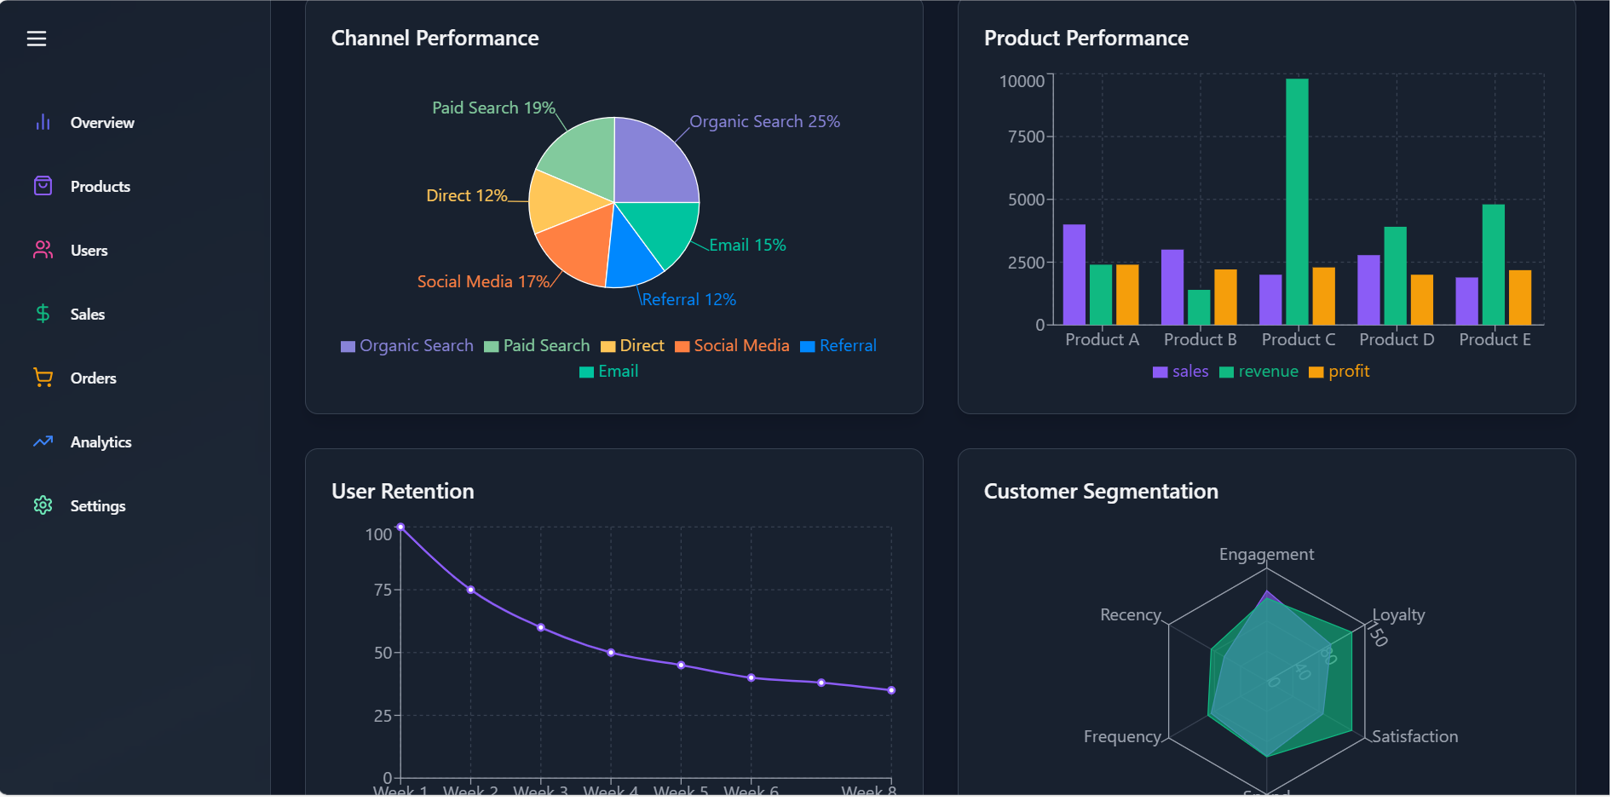 Overview
Products
Users
Sales
Orders
Analytics
Settings
Channel Performance
Paid Search 19%
Organic Search 25%
Direct 12%
Email 15%
Social Media 17%
Referral 12%
Organic Search Paid Search Direct Social Media Referral
Email
Product Performance
10000
7500
5000
2500
0
Product A Product B Product C Product D Product E
sales revenue profit
User Retention
100
75
50
25
0
Week 1 Week 2 Week 3 Week 4 Week 5 Week 6 Week 8
Customer Segmentation
Engagement
Recency
Loyalty
150
40
0
Frequency
Satisfaction